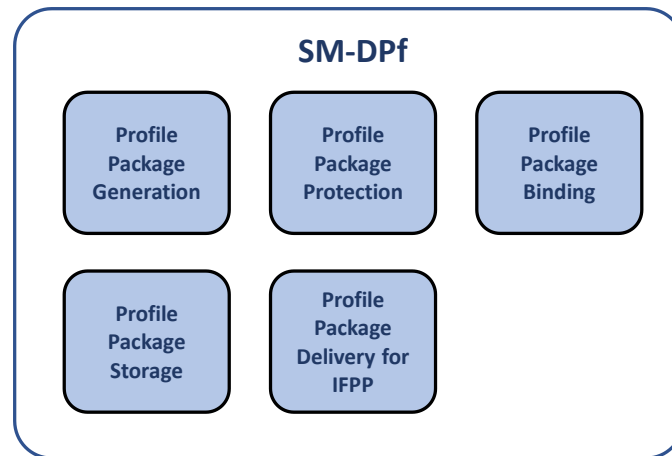 SM-DPf
Profile
Package
Generation
Profile
Package
Protection
Profile
Package
Binding
Profile
Package
Storage
Profile
Package
Delivery for
IFPP